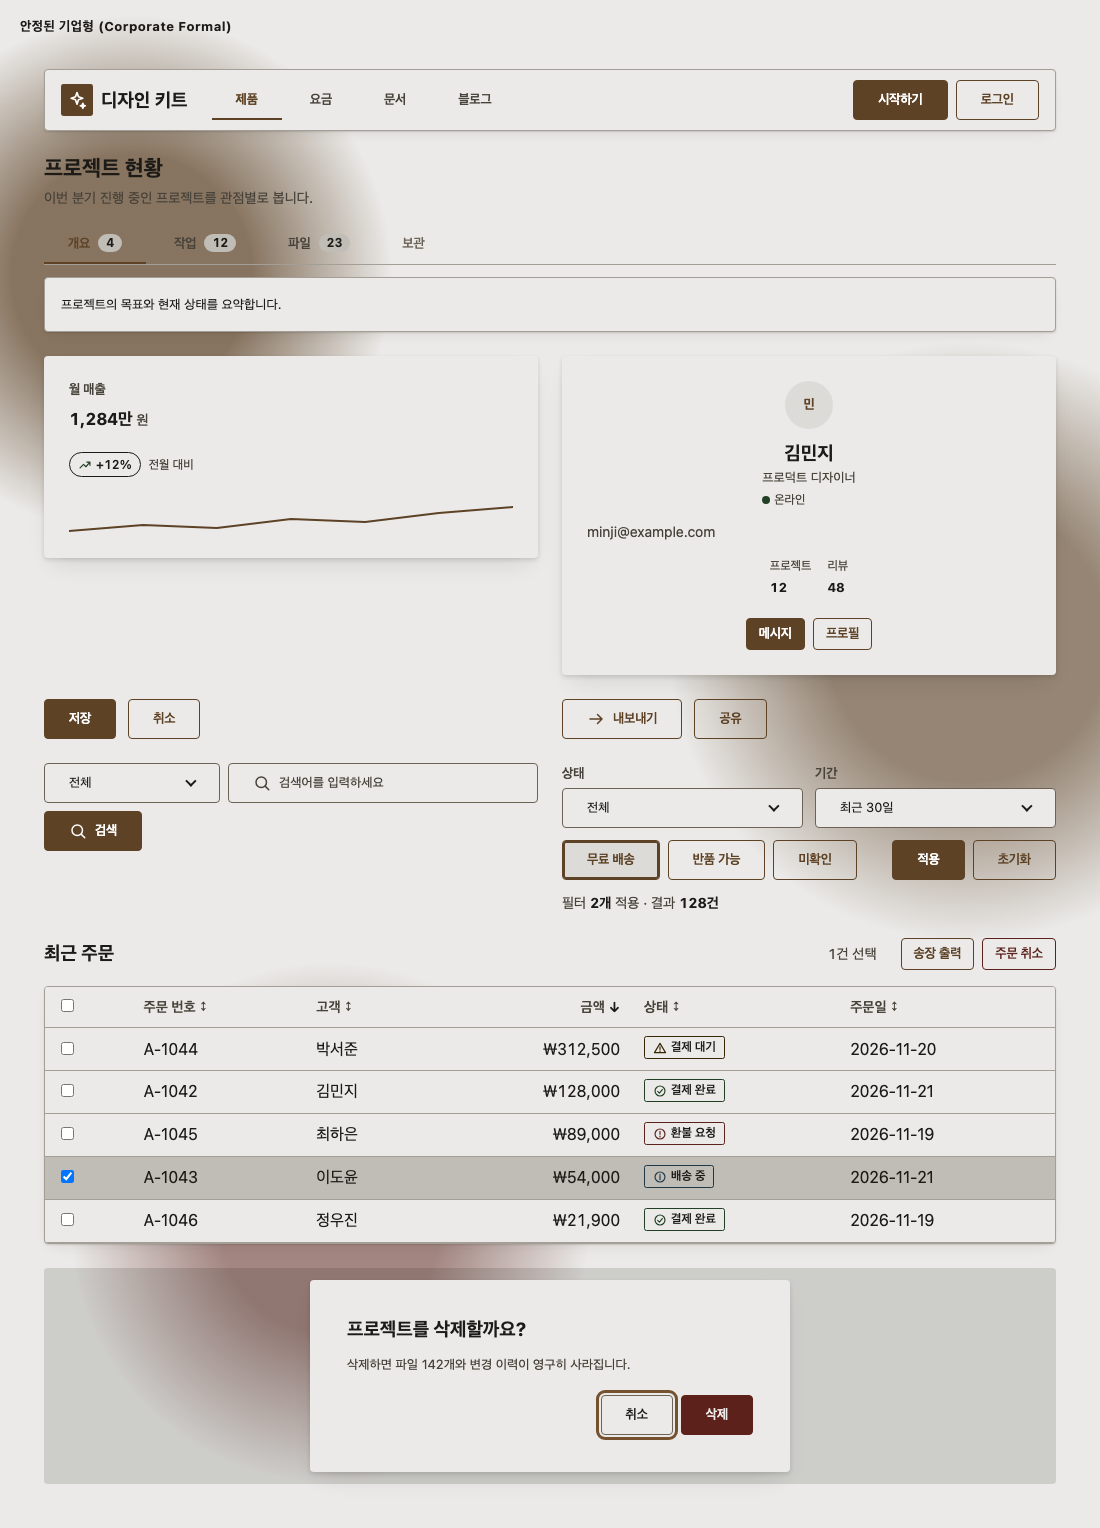 안정된 기업형 (Corporate Formal)
디자인 키트 제품 요금 문서 블로그 시작하기 로그인
프로젝트 현황
이번 분기 진행 중인 프로젝트를 관점별로 봅니다.
개요 4 작업 12 파일 23 보관
프로젝트의 목표와 현재 상태를 요약합니다.
월 매출
1,284만 원
+12% 전월 대비
민
김민지
프로덕트 디자이너
온라인
minji@example.com
프로젝트 리뷰
12 48
메시지 프로필
저장 취소
내보내기 공유
전체 검색어를 입력하세요
검색
상태 기간
전체 최근 30일
무료 배송 반품 가능 미확인 적용 초기화
필터 2개 적용 · 결과 128건
최근 주문 1건 선택 송장 출력 주문 취소
주문 번호 고객 금액 상태 주문일
A-1044 박서준 ₩312,500 결제 대기 2026-11-20
A-1042 김민지 ₩128,000 결제 완료 2026-11-21
A-1045 최하은 ₩89,000 환불 요청 2026-11-19
A-1043 이도윤 ₩54,000 배송 중 2026-11-21
A-1046 정우진 ₩21,900 결제 완료 2026-11-19
프로젝트를 삭제할까요?
삭제하면 파일 142개와 변경 이력이 영구히 사라집니다.
취소 삭제